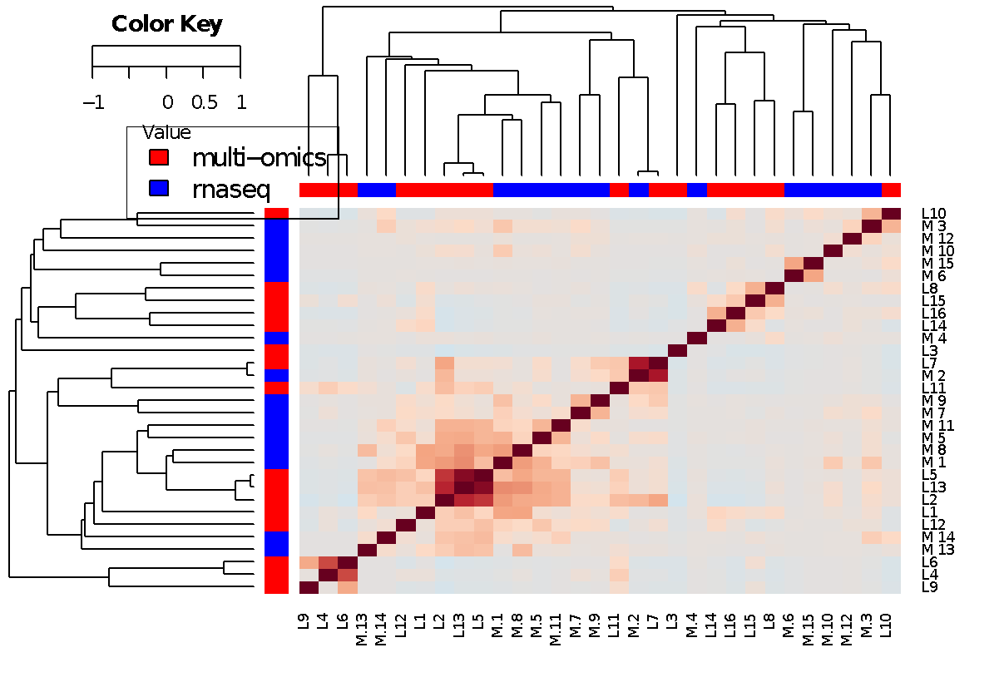 Color Key
−1 0 0.5 1
Value
multi−omics
rnaseq
L10
M 3
M 12
M 10
M 15
M 6
L8
L15
L16
L14
M 4
L3
L7
M 2
L11
M 9
M 7
M 11
M 5
M 8
M 1
L5
L13
L2
L1
L12
M 14
M 13
L6
L4
L9
L9 L4 L6 M.13 M.14 L12 L1 L2 L13 L5 M.1 M.8 M.5 M.11 M.7 M.9 L11 M.2 L7 L3 M.4 L14 L16 L15 L8 M.6 M.15 M.10 M.12 M.3 L10